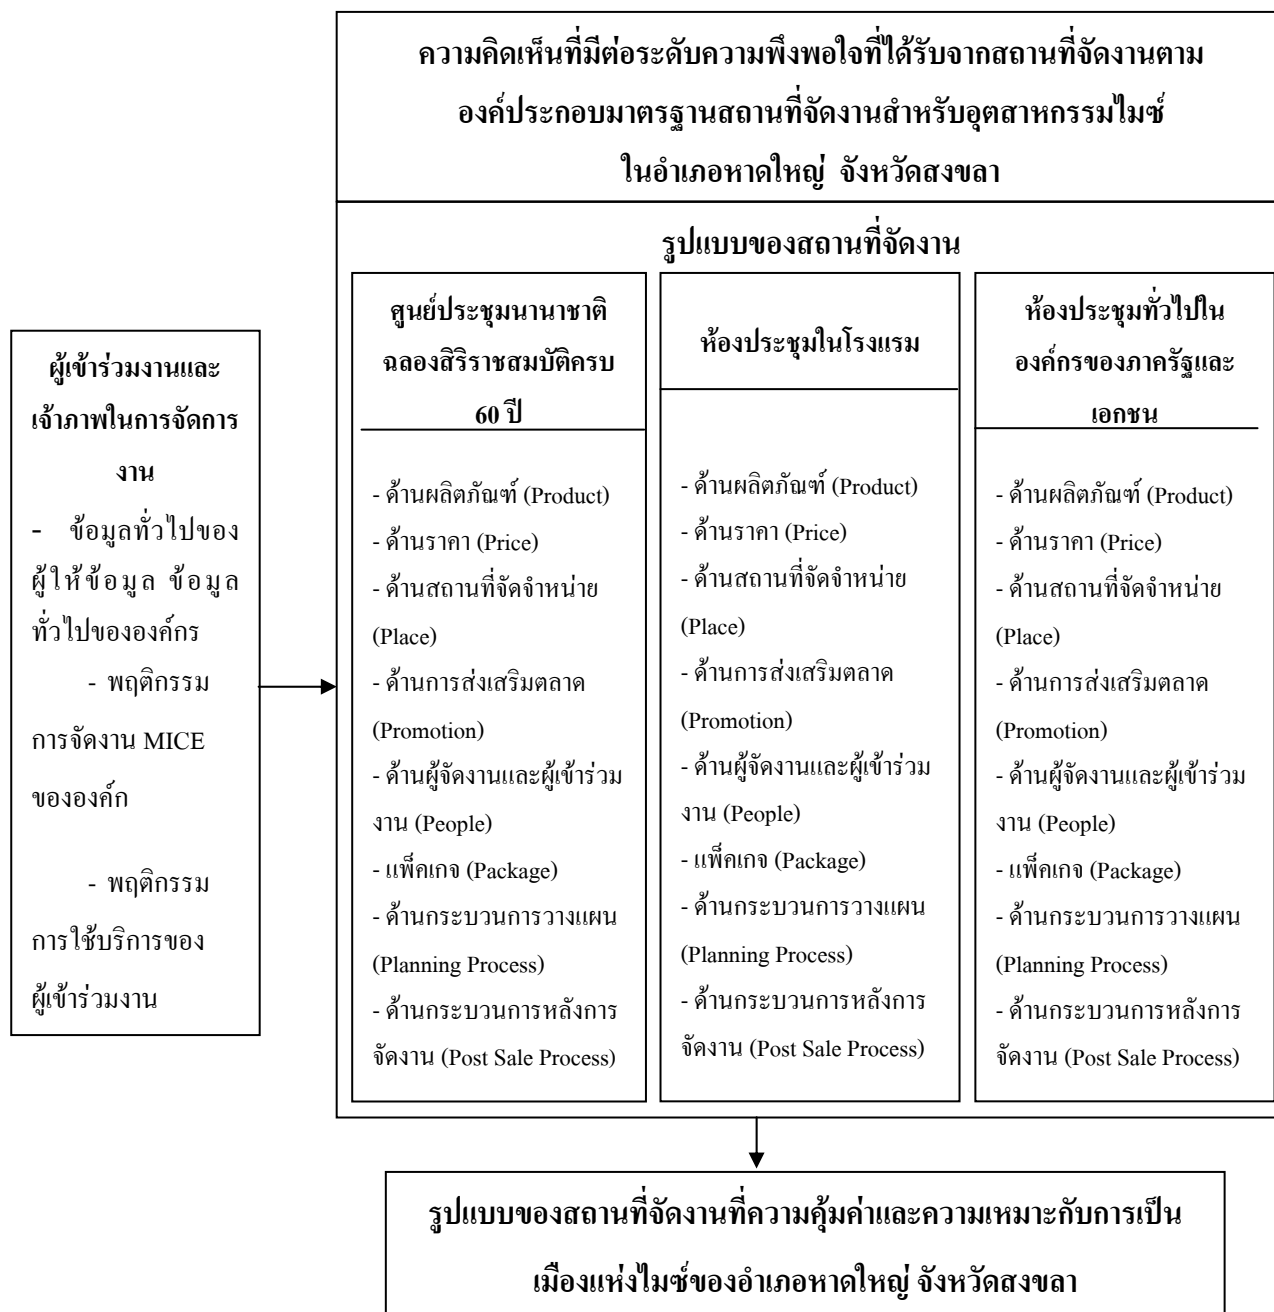 ความคิดเห็นที่มีต่อระดับความพึงพอใจที่ได้รับจากสถานที่จัดงานตาม
องค์ประกอบมาตรฐานสถานที่จัดงานสำหรับอุตสาหกรรมไมซ์
ในอำเภอหาดใหญ่ จังหวัดสงขลา
รูปแบบของสถานที่จัดงาน
ผู้เข้าร่วมงานและ
เจ้าภาพในการจัดการ
งาน
- ข้อมูลทั่วไปของ
ผู้ให้ข้อมูล ข้อมูล
ทั่วไปขององค์กร
- พฤติกรรม
การจัดงาน MICE
ขององค์ก
- พฤติกรรม
การใช้บริการของ
ผู้เข้าร่วมงาน
ศูนย์ประชุมนานาชาติ
ฉลองสิริราชสมบัติครบ
60 ปี
- ด้านผลิตภัณฑ์ (Product)
- ด้านราคา (Price)
- ด้านสถานที่จัดจำหน่าย
(Place)
- ด้านการส่งเสริมตลาด
(Promotion)
- ด้านผู้จัดงานและผู้เข้าร่วม
งาน (People)
- แพ็คเกจ (Package)
- ด้านกระบวนการวางแผน
(Planning Process)
- ด้านกระบวนการหลังการ
จัดงาน (Post Sale Process)
ห้องประชุมในโรงแรม
- ด้านผลิตภัณฑ์ (Product)
- ด้านราคา (Price)
- ด้านสถานที่จัดจำหน่าย
(Place)
- ด้านการส่งเสริมตลาด
(Promotion)
- ด้านผู้จัดงานและผู้เข้าร่วม
งาน (People)
- แพ็คเกจ (Package)
- ด้านกระบวนการวางแผน
(Planning Process)
- ด้านกระบวนการหลังการ
จัดงาน (Post Sale Process)
ห้องประชุมทั่วไปใน
องค์กรของภาครัฐและ
เอกชน
- ด้านผลิตภัณฑ์ (Product)
- ด้านราคา (Price)
- ด้านสถานที่จัดจำหน่าย
(Place)
- ด้านการส่งเสริมตลาด
(Promotion)
- ด้านผู้จัดงานและผู้เข้าร่วม
งาน (People)
- แพ็คเกจ (Package)
- ด้านกระบวนการวางแผน
(Planning Process)
- ด้านกระบวนการหลังการ
จัดงาน (Post Sale Process)
รูปแบบของสถานที่จัดงานที่ความคุ้มค่าและความเหมาะกับการเป็น
เมืองแห่งไมซ์ของอำเภอหาดใหญ่ จังหวัดสงขลา